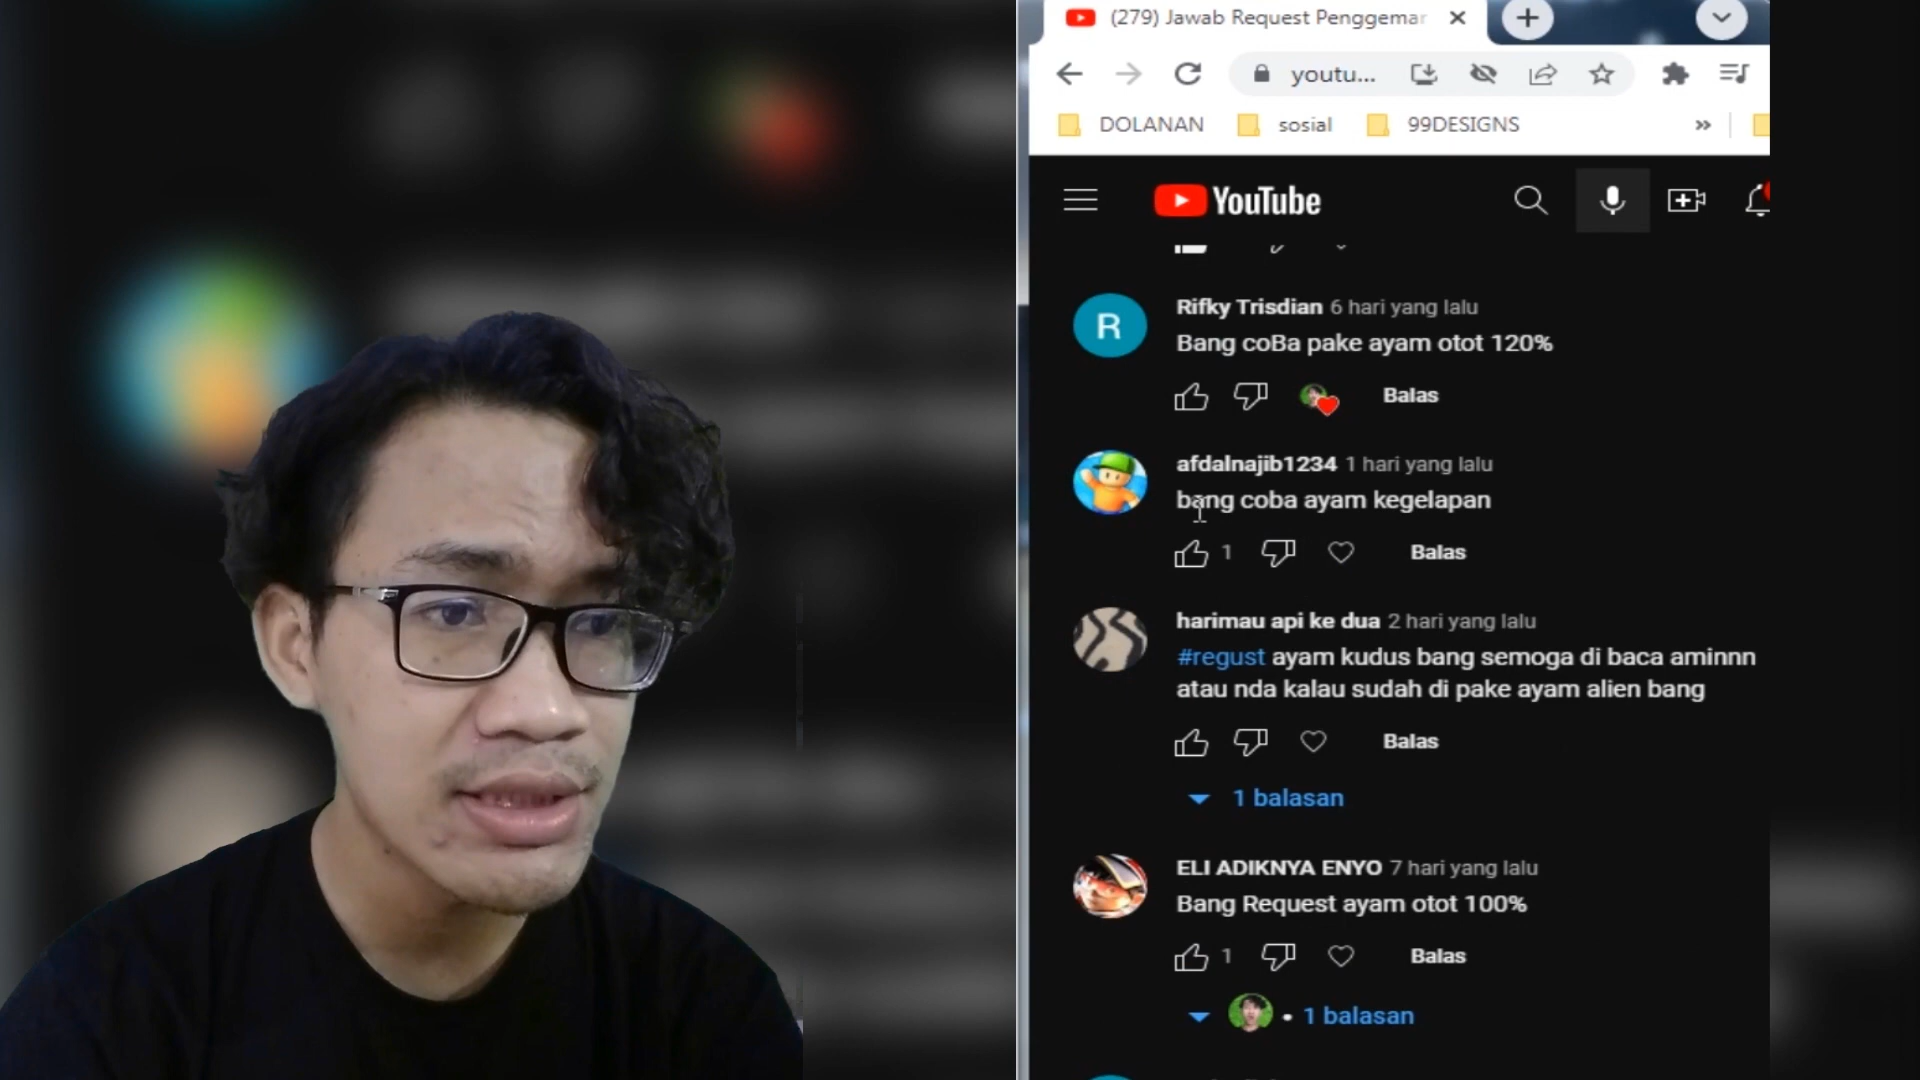 (279) Jawab Request Penggemar
youtu...
DOLANAN
sosial
99DESIGNS
YouTube
R
Rifky Trisdian 6 hari yang lalu
Bang coBa pake ayam otot 120%
Balas
afdalnajib1234 1 hari yang lalu
bang coba ayam kegelapan
1
Balas
harimau api ke dua 2 hari yang lalu
#regust ayam kudus bang semoga di baca aminnn
atau nda kalau sudah di pake ayam alien bang
Balas
1 balasan
ELI ADIKNYA ENYO 7 hari yang lalu
Bang Request ayam otot 100%
1
Balas
• 1 balasan